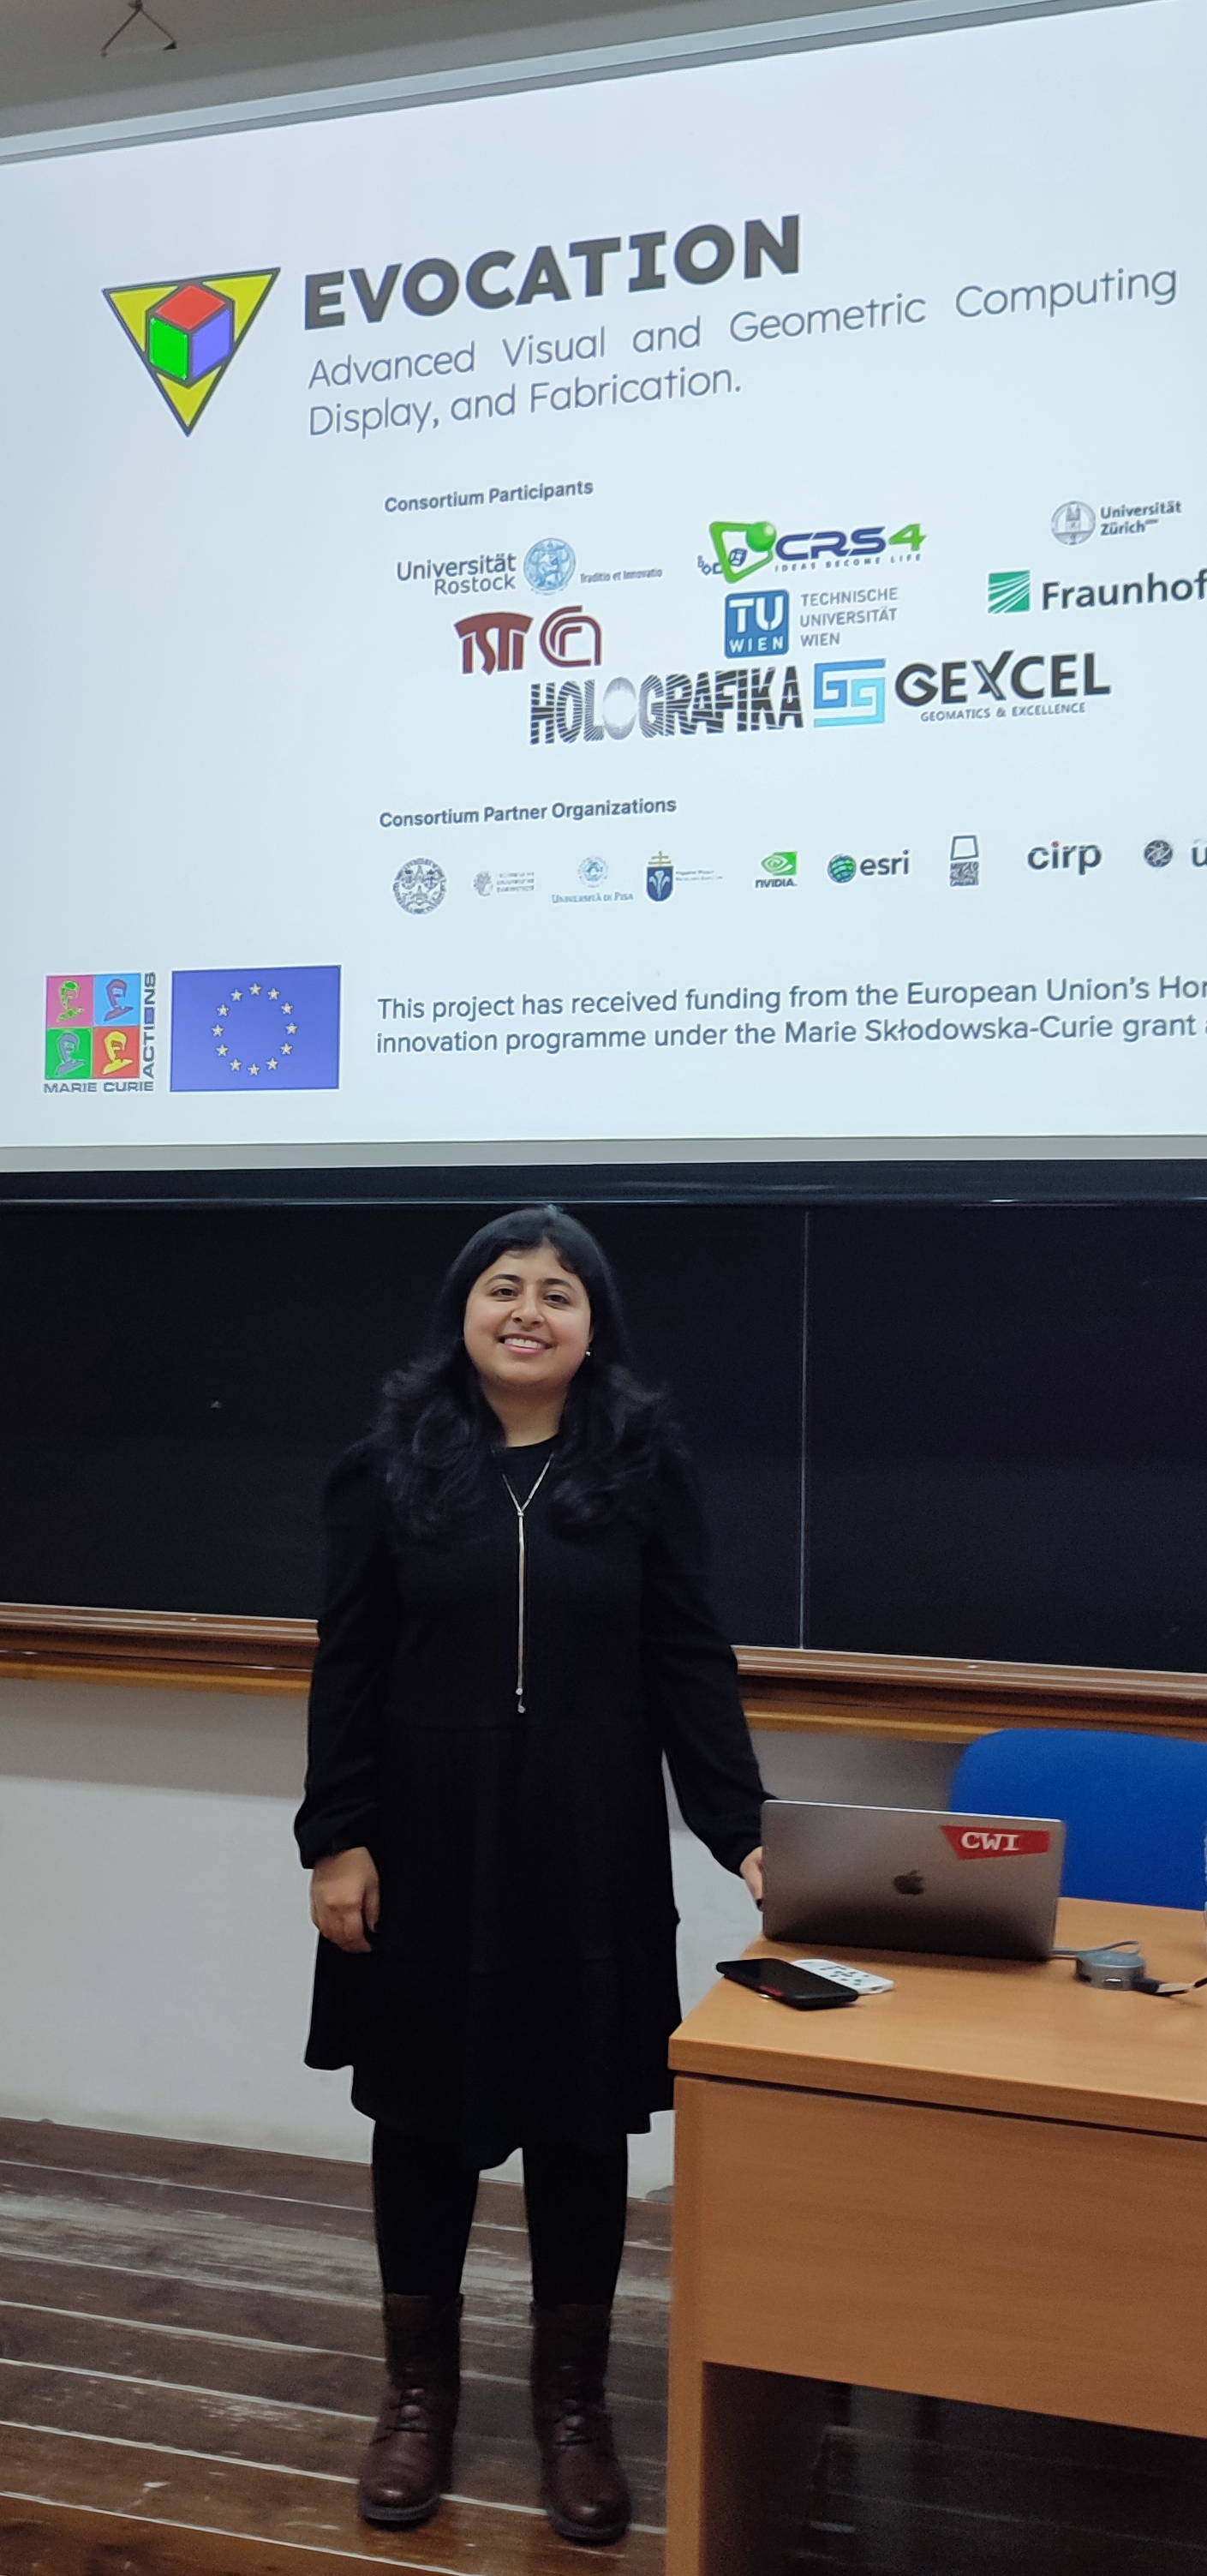 EVOCATION
Advanced Visual and Geometric Computing
Display, and Fabrication.
Consortium Participants
Universität
Rostock
Traditio et Innovatio
CRS4
IDEAS BECOME LIFE
Universität
Zürich
ISTI
TU
WIEN
TECHNISCHE
UNIVERSITÄT
WIEN
Fraunhof
HOLOGRAFIKA
GEXCEL
GEOMATICS & EXCELLENCE
Consortium Partner Organizations
UNIVERSITÀ DI PISA
NVIDIA.
esri
cirp
u
MARIE CURIE
ACTIONS
This project has received funding from the European Union's Hor
innovation programme under the Marie Skłodowska-Curie grant a
CWI